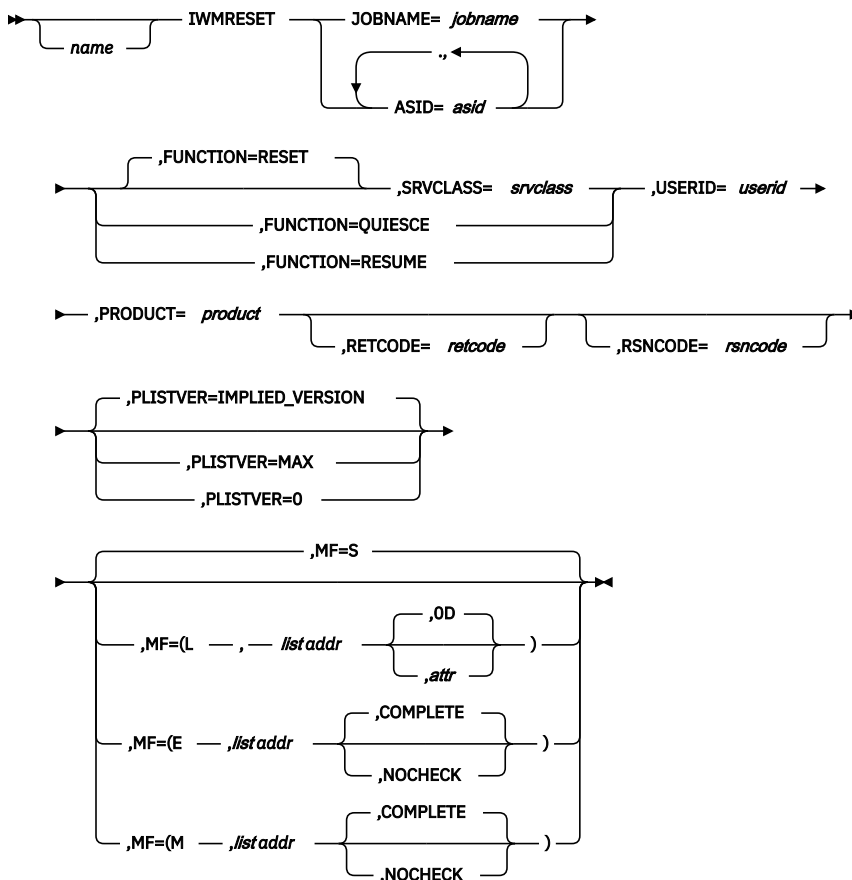 IWMRESET JOBNAME= jobname
name
.,
ASID= asid
,FUNCTION=RESET
,SRVCLASS= srvclass ,USERID= userid
,FUNCTION=QUIESCE
,FUNCTION=RESUME
,PRODUCT= product
,RETCODE= retcode ,RSNCODE= rsncode
,PLISTVER=IMPLIED_VERSION
,PLISTVER=MAX
,PLISTVER=0
,MF=S
,0D
,MF=(L , list addr )
,attr
,COMPLETE
,MF=(E ,list addr )
,NOCHECK
,COMPLETE
,MF=(M ,list addr )
,NOCHECK